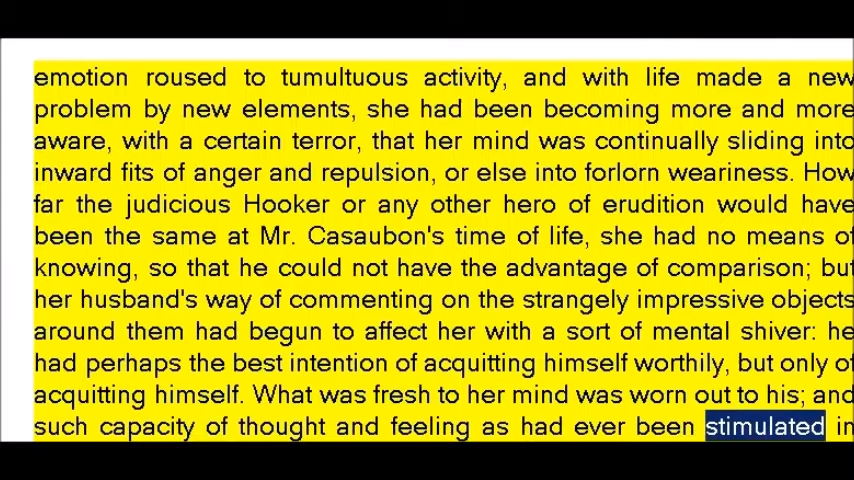 emotion roused to tumultuous activity, and with life made a new
problem by new elements, she had been becoming more and more
aware, with a certain terror, that her mind was continually sliding into
inward fits of anger and repulsion, or else into forlorn weariness. How
far the judicious Hooker or any other hero of erudition would have
been the same at Mr. Casaubon's time of life, she had no means of
knowing, so that he could not have the advantage of comparison; but
her husband's way of commenting on the strangely impressive objects
around them had begun to affect her with a sort of mental shiver: he
had perhaps the best intention of acquitting himself worthily, but only of
acquitting himself. What was fresh to her mind was worn out to his; and
such capacity of thought and feeling as had ever been stimulated in